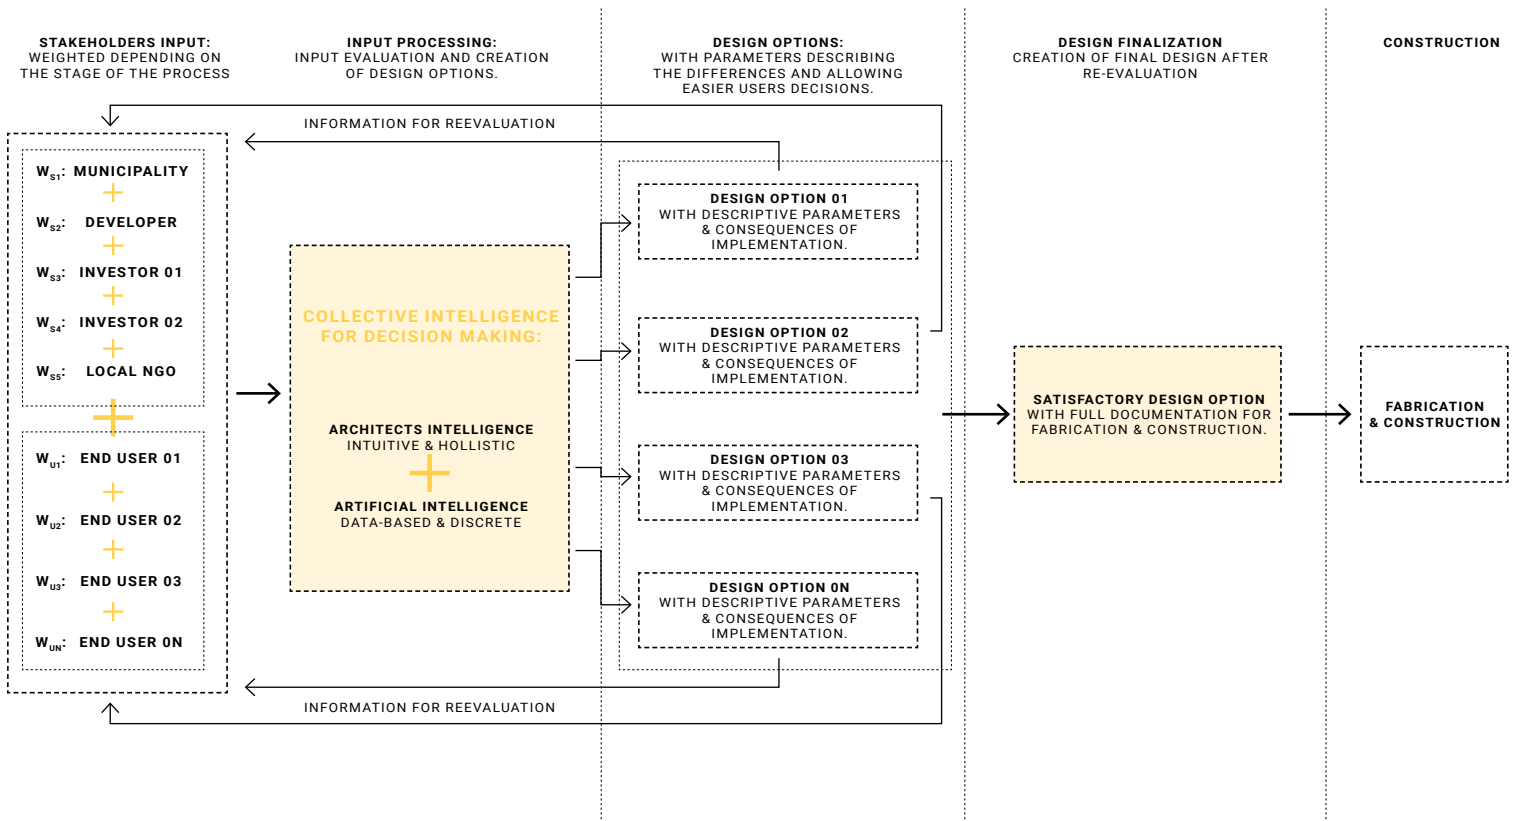 STAKEHOLDERS INPUT:
WEIGHTED DEPENDING ON
THE STAGE OF THE PROCESS
INPUT PROCESSING:
INPUT EVALUATION AND CREATION
OF DESIGN OPTIONS.
DESIGN OPTIONS:
WITH PARAMETERS DESCRIBING
THE DIFFERENCES AND ALLOWING
EASIER USERS DECISIONS.
DESIGN FINALIZATION
CREATION OF FINAL DESIGN AFTER
RE-EVALUATION
CONSTRUCTION
INFORMATION FOR REEVALUATION
WS1: MUNICIPALITY
+
WS2: DEVELOPER
+
WS3: INVESTOR 01
+
WS4: INVESTOR 02
+
WS5: LOCAL NGO
+
WU1: END USER 01
+
WU2: END USER 02
+
WU3: END USER 03
+
WUN: END USER 0N
COLLECTIVE INTELLIGENCE
FOR DECISION MAKING:
ARCHITECTS INTELLIGENCE
INTUITIVE & HOLLISTIC
+
ARTIFICIAL INTELLIGENCE
DATA-BASED & DISCRETE
DESIGN OPTION 01
WITH DESCRIPTIVE PARAMETERS
& CONSEQUENCES OF
IMPLEMENTATION.
DESIGN OPTION 02
WITH DESCRIPTIVE PARAMETERS
& CONSEQUENCES OF
IMPLEMENTATION.
DESIGN OPTION 03
WITH DESCRIPTIVE PARAMETERS
& CONSEQUENCES OF
IMPLEMENTATION.
DESIGN OPTION 0N
WITH DESCRIPTIVE PARAMETERS
& CONSEQUENCES OF
IMPLEMENTATION.
SATISFACTORY DESIGN OPTION
WITH FULL DOCUMENTATION FOR
FABRICATION & CONSTRUCTION.
FABRICATION
& CONSTRUCTION
INFORMATION FOR REEVALUATION